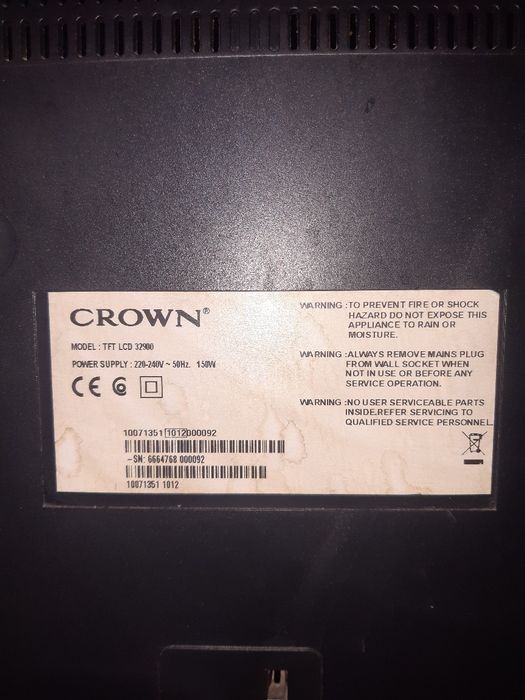 CROWN®
MODEL : TFT LCD 32900
POWER SUPPLY : 220-240V ~ 50Hz. 150W
CE
10071351 1012 000092
-SN: 6664768 000092
10071351 1012
WARNING :TO PREVENT FIRE OR SHOCK
HAZARD DO NOT EXPOSE THIS
APPLIANCE TO RAIN OR
MOISTURE.
WARNING :ALWAYS REMOVE MAINS PLUG
FROM WALL SOCKET WHEN
NOT IN USE OR BEFORE ANY
SERVICE OPERATION.
WARNING :NO USER SERVICEABLE PARTS
INSIDE.REFER SERVICING TO
QUALIFIED SERVICE PERSONNEL.